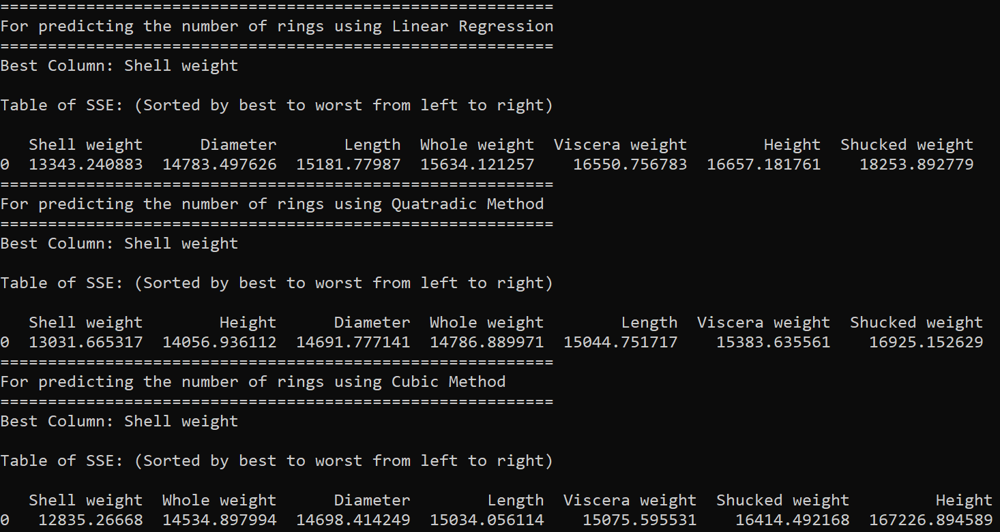 ==========================================================
For predicting the number of rings using Linear Regression
==========================================================
Best Column: Shell weight

Table of SSE: (Sorted by best to worst from left to right)

   Shell weight      Diameter       Length  Whole weight  Viscera weight        Height  Shucked weight
0  13343.240883  14783.497626  15181.77987  15634.121257    16550.756783  16657.181761    18253.892779
==========================================================
For predicting the number of rings using Quatradic Method
==========================================================
Best Column: Shell weight

Table of SSE: (Sorted by best to worst from left to right)

   Shell weight        Height      Diameter  Whole weight        Length  Viscera weight  Shucked weight
0  13031.665317  14056.936112  14691.777141  14786.889971  15044.751717    15383.635561    16925.152629
==========================================================
For predicting the number of rings using Cubic Method
==========================================================
Best Column: Shell weight

Table of SSE: (Sorted by best to worst from left to right)

   Shell weight  Whole weight      Diameter        Length  Viscera weight  Shucked weight         Height
0   12835.26668  14534.897994  14698.414249  15034.056114    15075.595531    16414.492168  167226.894589